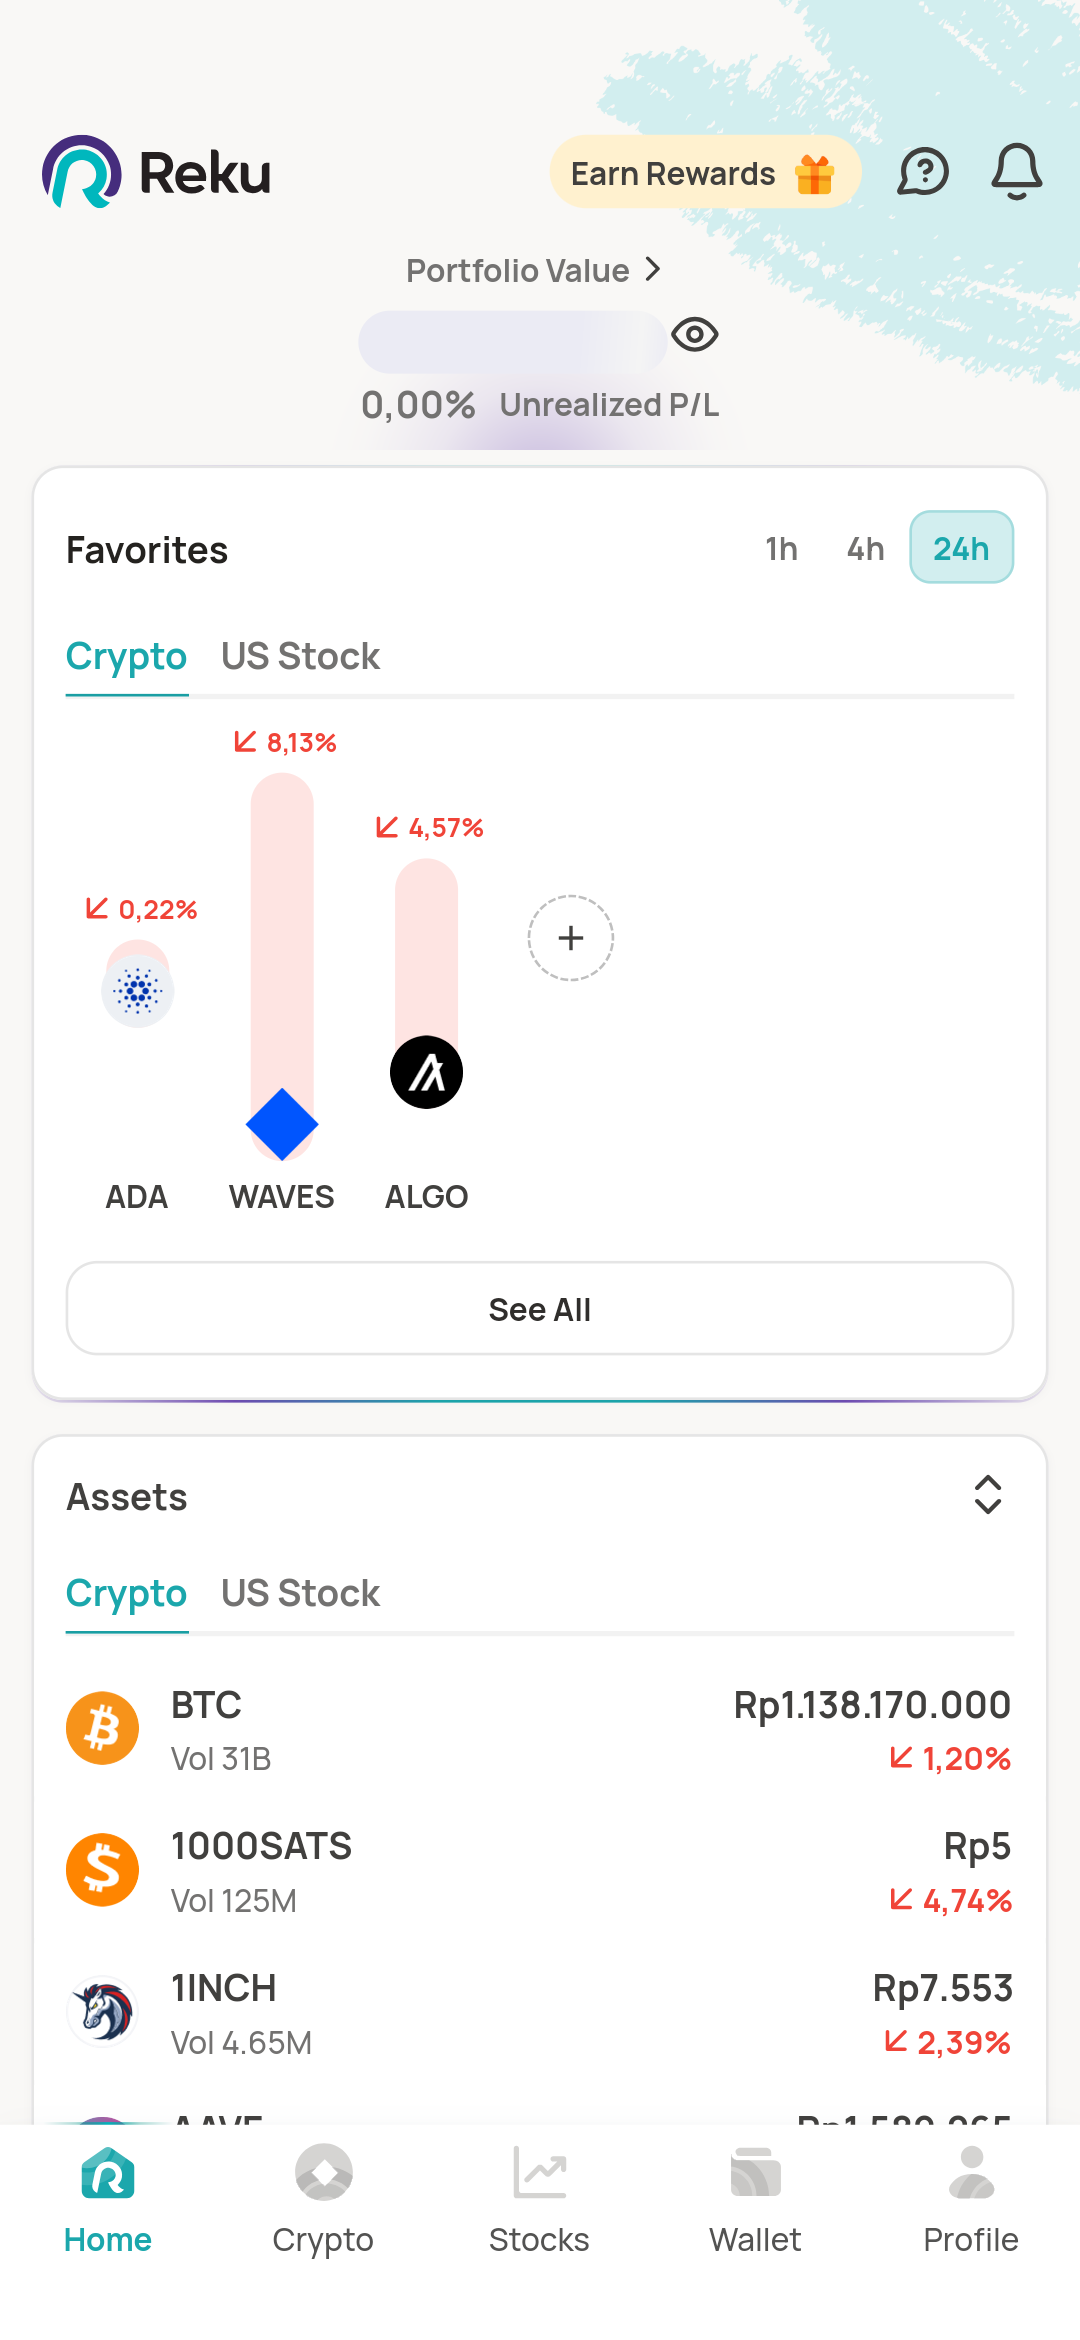 Reku
Earn Rewards
Portfolio Value
0,00% Unrealized P/L
Favorites
1h 4h 24h
Crypto US Stock
8,13%
4,57%
0,22%
ADA WAVES ALGO
See All
Assets
Crypto US Stock
BTC Rp1.138.170.000
Vol 31B 1,20%
1000SATS Rp5
Vol 125M 4,74%
1INCH Rp7.553
Vol 4.65M 2,39%
AAVE
Home Crypto Stocks Wallet Profile